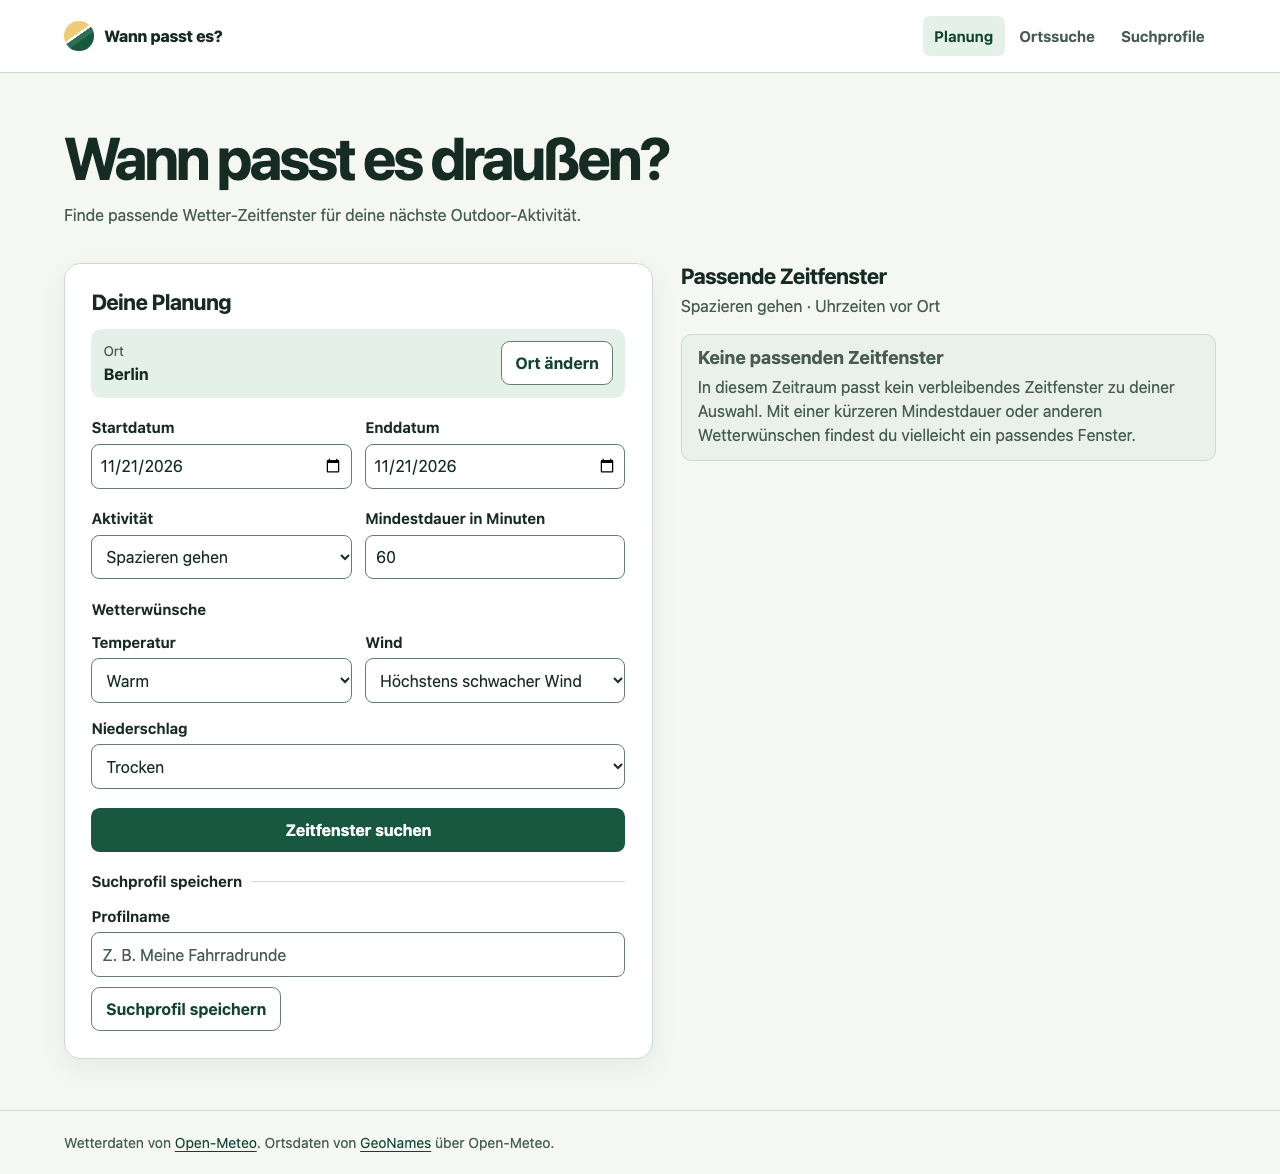 Wann passt es?
Planung
Ortssuche
Suchprofile
Wann passt es draußen?
Finde passende Wetter-Zeitfenster für deine nächste Outdoor-Aktivität.
Deine Planung
Ort
Berlin
Ort ändern
Startdatum
Enddatum
11/21/2026
11/21/2026
Aktivität
Mindestdauer in Minuten
Spazieren gehen
60
Wetterwünsche
Temperatur
Wind
Warm
Höchstens schwacher Wind
Niederschlag
Trocken
Zeitfenster suchen
Suchprofil speichern
Profilname
Z. B. Meine Fahrradrunde
Suchprofil speichern
Passende Zeitfenster
Spazieren gehen · Uhrzeiten vor Ort
Keine passenden Zeitfenster
In diesem Zeitraum passt kein verbleibendes Zeitfenster zu deiner
Auswahl. Mit einer kürzeren Mindestdauer oder anderen
Wetterwünschen findest du vielleicht ein passendes Fenster.
Wetterdaten von Open-Meteo. Ortsdaten von GeoNames über Open-Meteo.